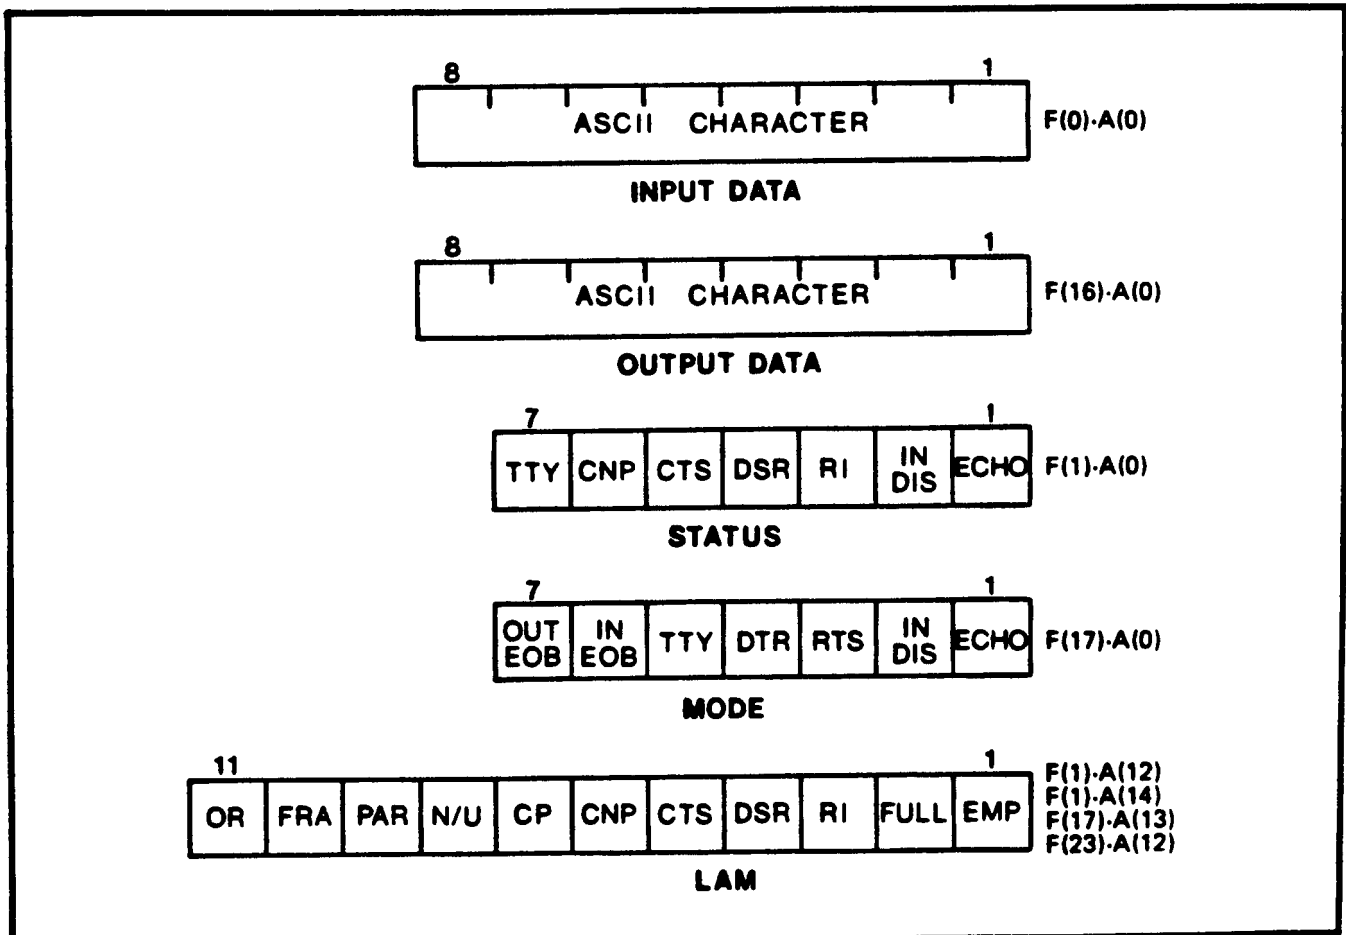 8 1
ASCII CHARACTER F(0)·A(0)
INPUT DATA
8 1
ASCII CHARACTER F(16)·A(0)
OUTPUT DATA
7 1
TTY CNP CTS DSR RI IN DIS ECHO F(1)·A(0)
STATUS
7 1
OUT EOB IN EOB TTY DTR RTS IN DIS ECHO F(17)·A(0)
MODE
11 1
OR FRA PAR N/U CP CNP CTS DSR RI FULL EMP
F(1)·A(12)
F(1)·A(14)
F(17)·A(13)
F(23)·A(12)
LAM